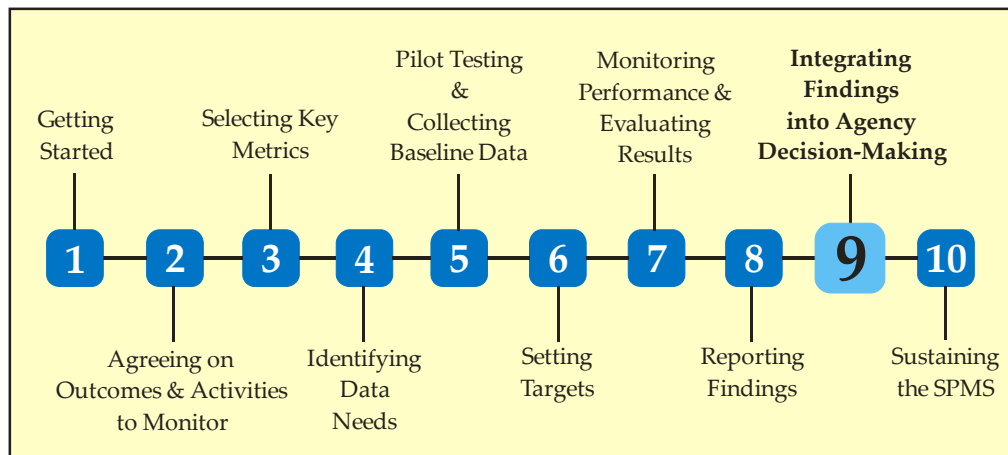 Getting
Started
1
Agreeing on
Outcomes & Activities
to Monitor
2
Selecting Key
Metrics
3
Identifying
Data
Needs
4
Pilot Testing
&
Collecting
Baseline Data
5
Setting
Targets
6
Monitoring
Performance &
Evaluating
Results
7
Reporting
Findings
8
Integrating
Findings
into Agency
Decision-Making
9
Sustaining
the SPMS
10